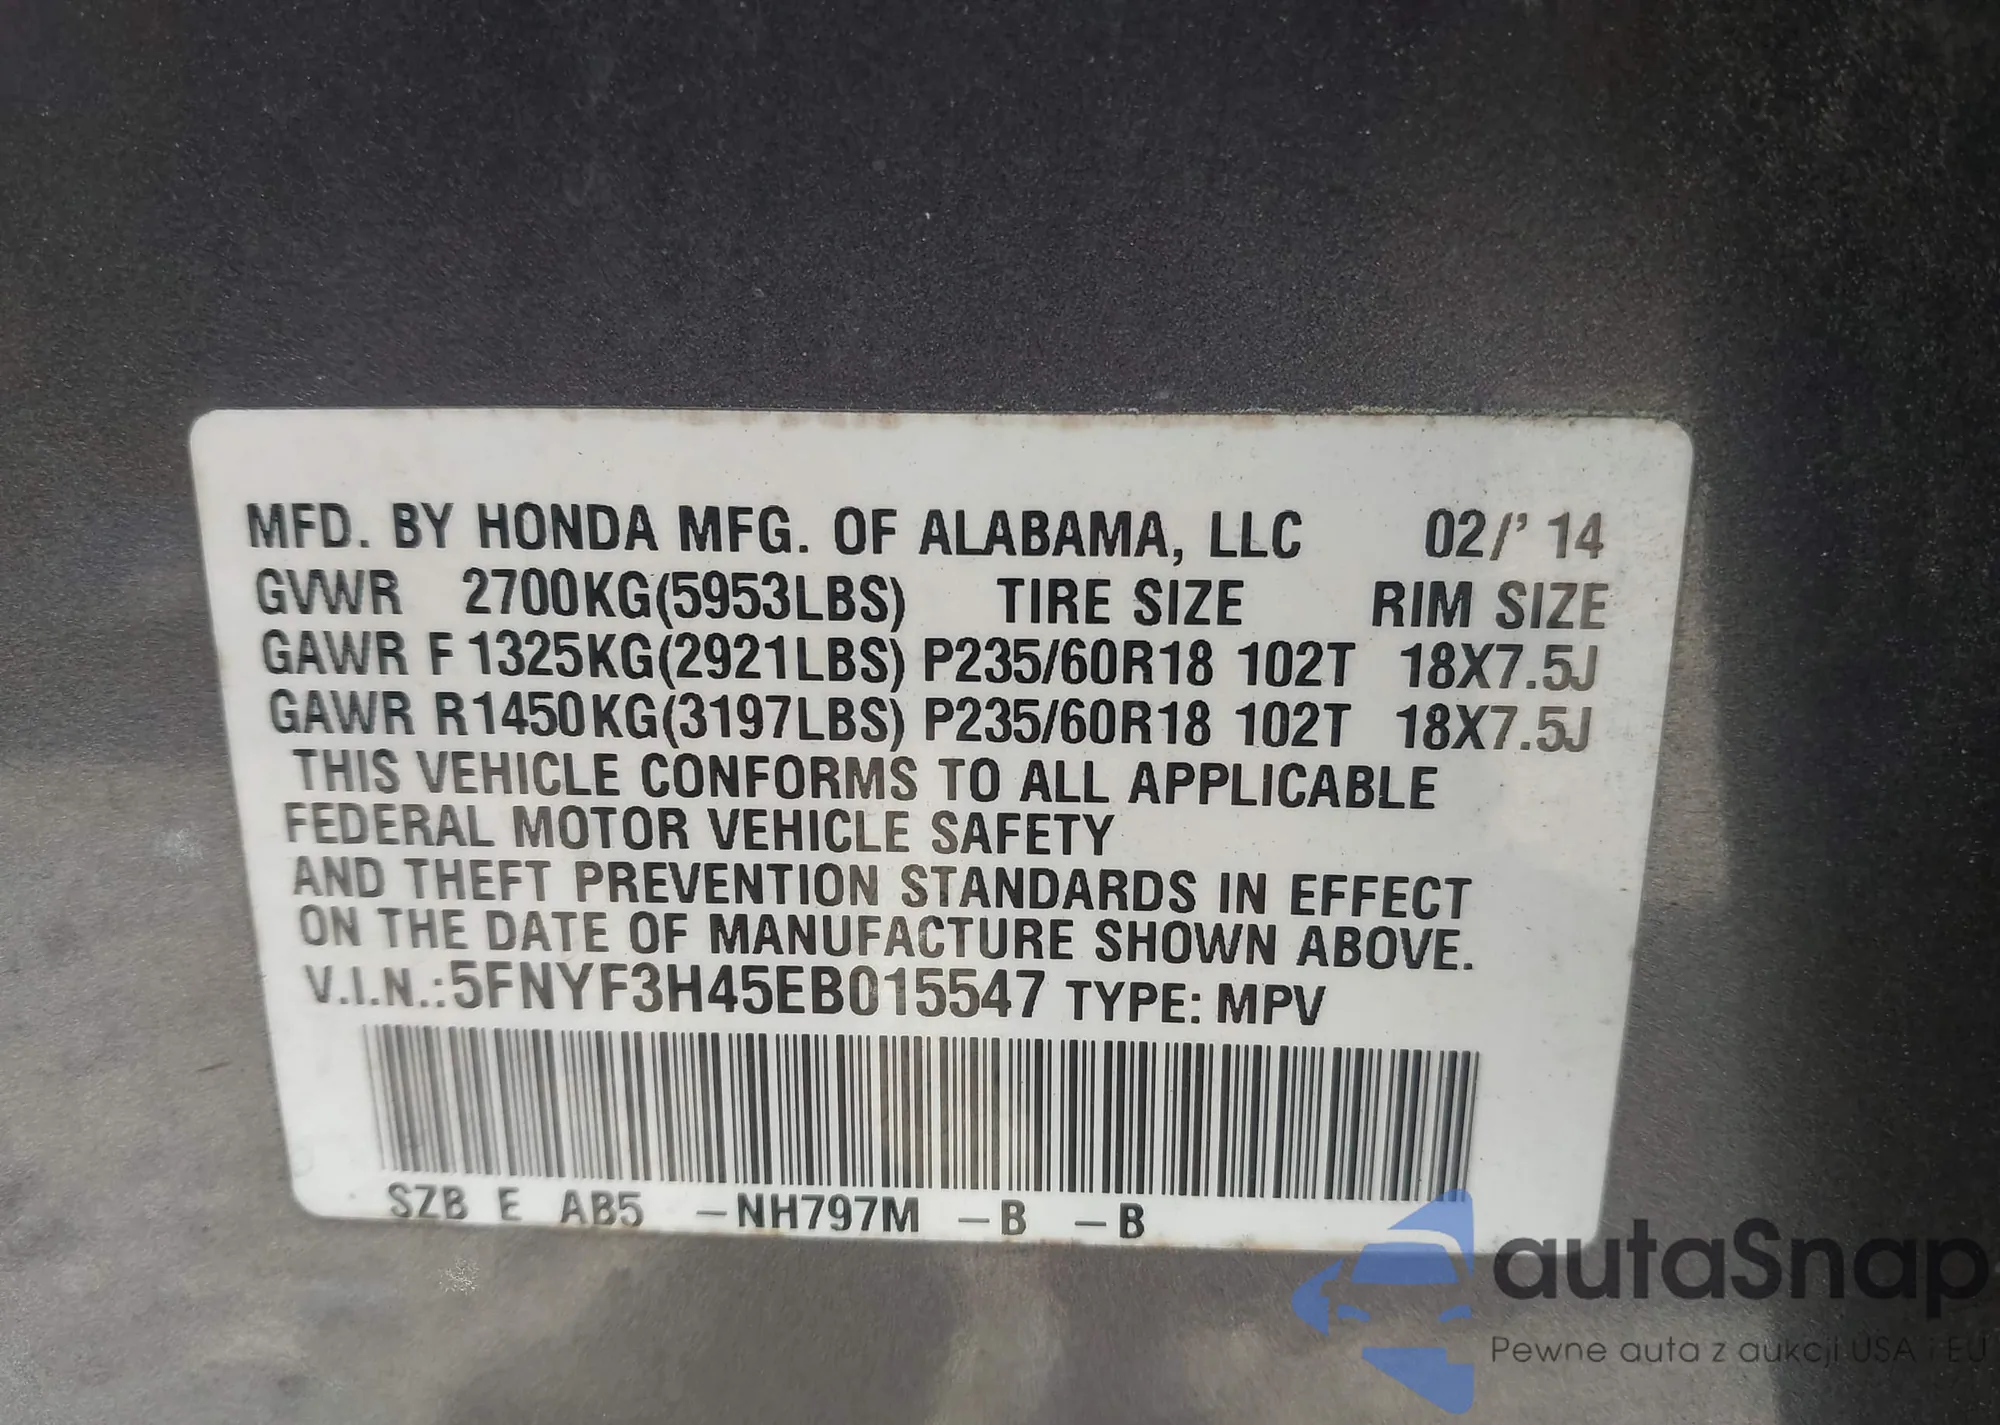 MFD. BY HONDA MFG. OF ALABAMA, LLC 02/' 14
GVWR 2700KG(5953LBS) TIRE SIZE RIM SIZE
GAWR F 1325KG(2921LBS) P235/60R18 102T 18X7.5J
GAWR R1450KG(3197LBS) P235/60R18 102T 18X7.5J
THIS VEHICLE CONFORMS TO ALL APPLICABLE
FEDERAL MOTOR VEHICLE SAFETY
AND THEFT PREVENTION STANDARDS IN EFFECT
ON THE DATE OF MANUFACTURE SHOWN ABOVE.
V.I.N.:5FNYF3H45EB015547 TYPE: MPV
SZB E AB5 -NH797M -B -B
autaSnap
Pewne auta z aukcji USA i EU